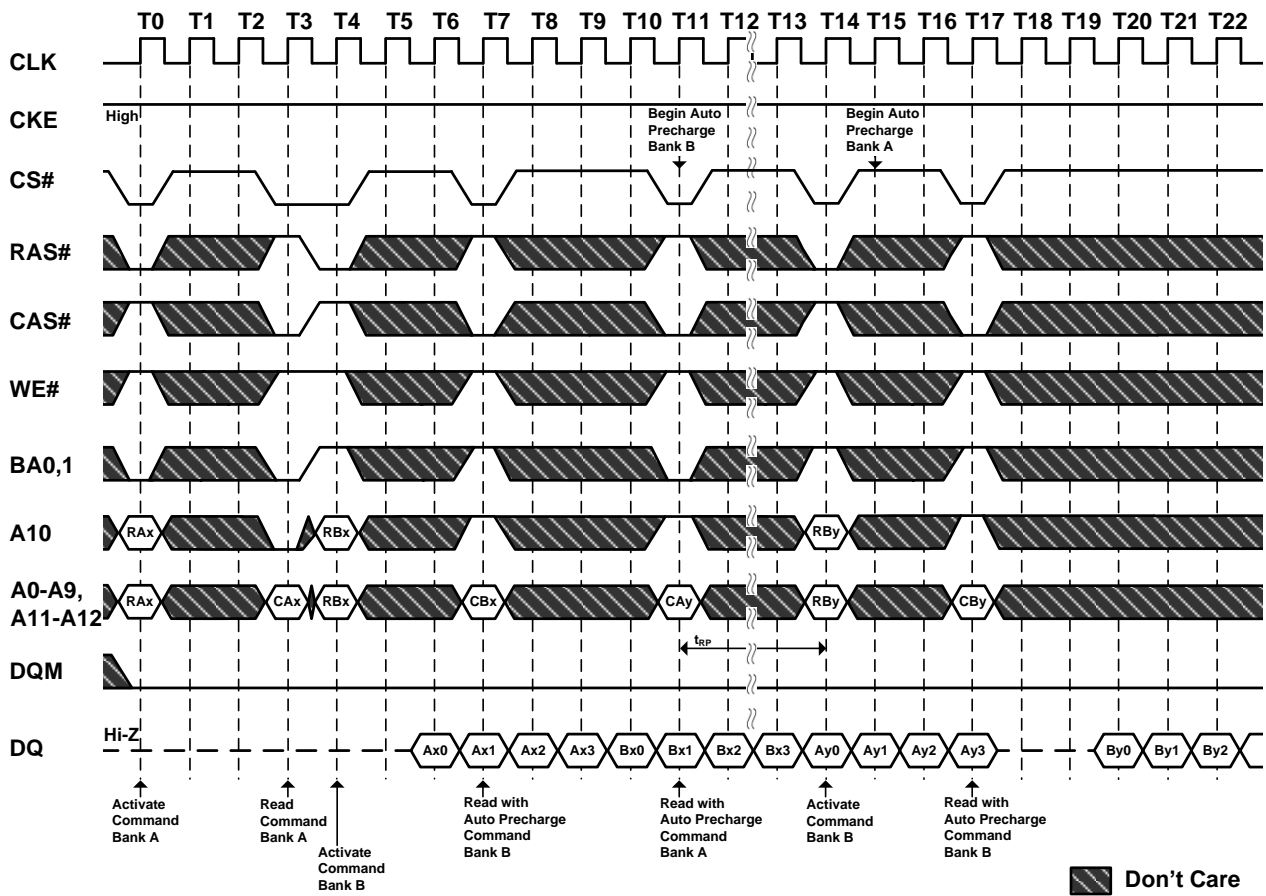 T0 T1 T2 T3 T4 T5 T6 T7 T8 T9 T10 T11 T12 T13 T14 T15 T16 T17 T18 T19 T20 T21 T22
CLK
CKE
High
Begin Auto
Precharge
Bank B
Begin Auto
Precharge
Bank A
CS#
RAS#
CAS#
WE#
BA0,1
A10
RAx RBx RBy
A0-A9,
A11-A12
RAx CAx RBx CBx CAy RBy CBy
tRP
DQM
DQ
Hi-Z
Ax0 Ax1 Ax2 Ax3 Bx0 Bx1 Bx2 Bx3 Ay0 Ay1 Ay2 Ay3 By0 By1 By2
Activate
Command
Bank A
Read
Command
Bank A
Activate
Command
Bank B
Read with
Auto Precharge
Command
Bank B
Read with
Auto Precharge
Command
Bank A
Activate
Command
Bank B
Read with
Auto Precharge
Command
Bank B
Don't Care